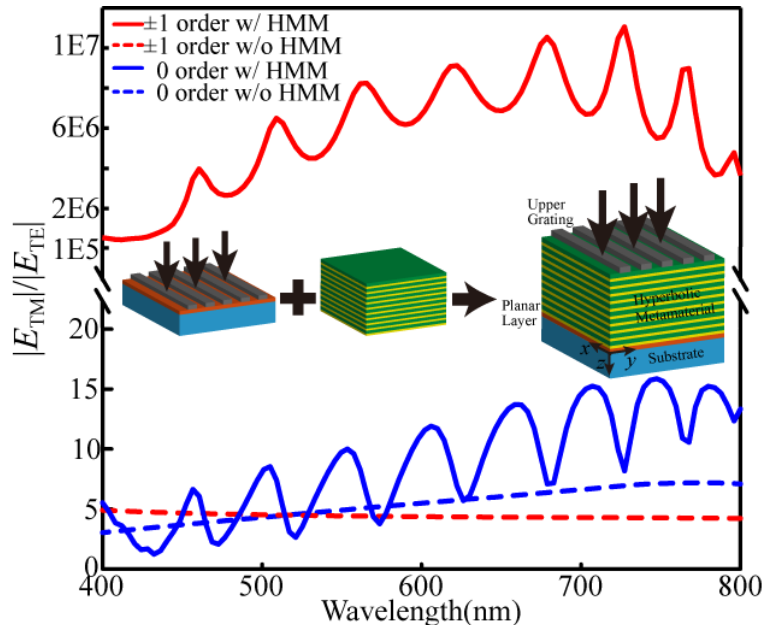 ±1 order w/ HMM
±1 order w/o HMM
0 order w/ HMM
0 order w/o HMM
1E7
6E6
2E6
1E5
|E_TM|/|E_TE|
20
15
10
5
0
400
500
600
700
800
Wavelength(nm)
Upper
Grating
Planar
Layer
Hyperbolic
Metamaterial
Substrate
x
y
z